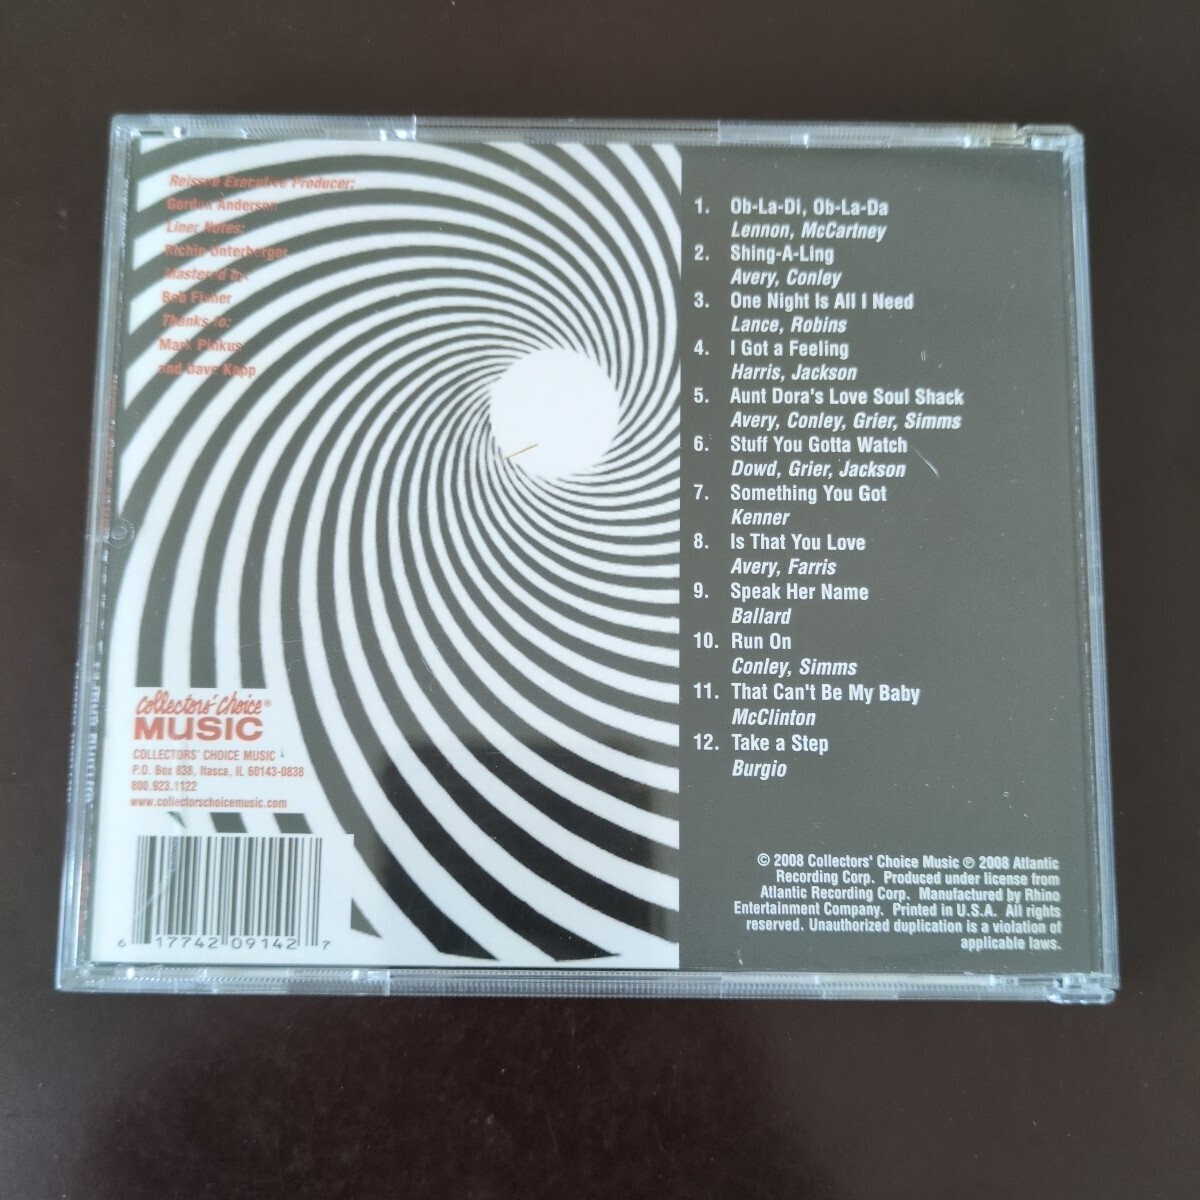 Reissue Executive Producer:
Gordon Anderson
Liner Notes:
Richie Unterberger
Mastered by:
Bob Fisher
Thanks to:
Mark Pinkus
and Dave Kapp
Collectors' Choice®
MUSIC
COLLECTORS' CHOICE MUSIC
P.O. Box 838, Itasca, IL 60143-0838
800.923.1122
www.collectorschoicemusic.com
6 17742 09142 7
1. Ob-La-Di, Ob-La-Da
Lennon, McCartney
2. Shing-A-Ling
Avery, Conley
3. One Night Is All I Need
Lance, Robins
4. I Got a Feeling
Harris, Jackson
5. Aunt Dora's Love Soul Shack
Avery, Conley, Grier, Simms
6. Stuff You Gotta Watch
Dowd, Grier, Jackson
7. Something You Got
Kenner
8. Is That You Love
Avery, Farris
9. Speak Her Name
Ballard
10. Run On
Conley, Simms
11. That Can't Be My Baby
McClinton
12. Take a Step
Burgio
© 2008 Collectors' Choice Music ℗ 2008 Atlantic
Recording Corp. Produced under license from
Atlantic Recording Corp. Manufactured by Rhino
Entertainment Company. Printed in U.S.A. All rights
reserved. Unauthorized duplication is a violation of
applicable laws.